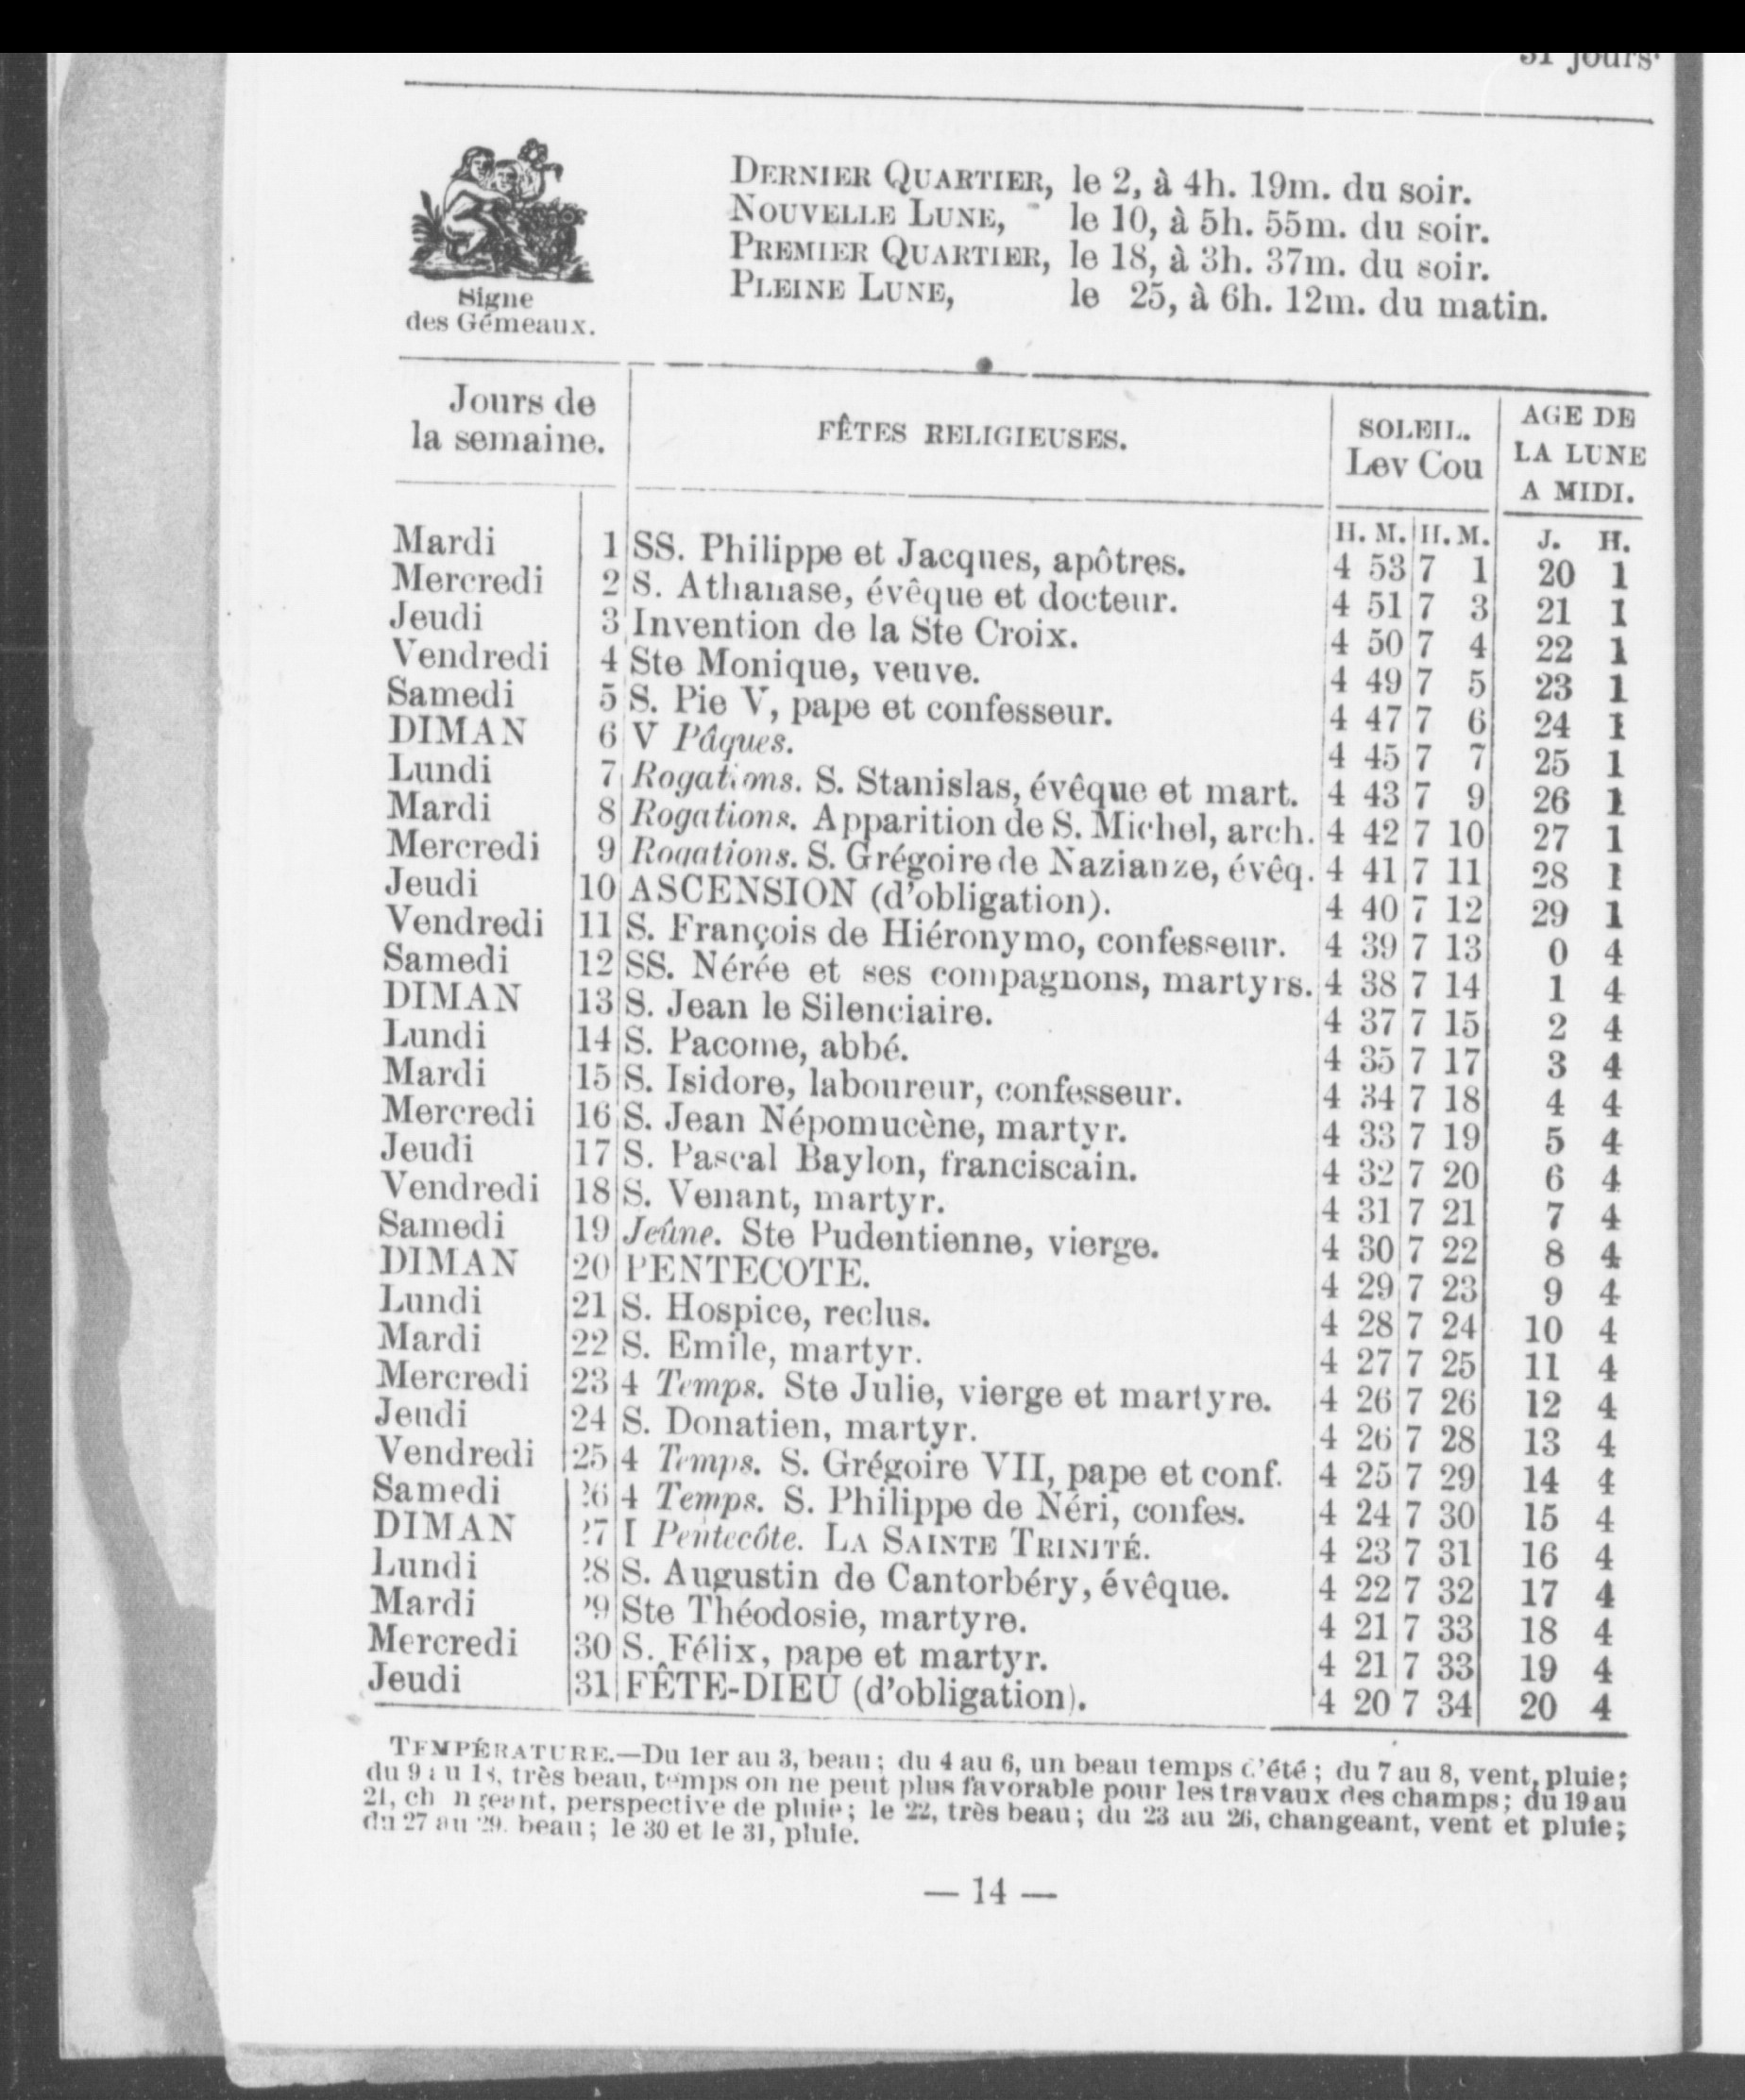 31 jours.
DERNIER QUARTIER, le 2, à 4h. 19m. du soir.
NOUVELLE LUNE, le 10, à 5h. 55m. du soir.
PREMIER QUARTIER, le 18, à 3h. 37m. du soir.
PLEINE LUNE, le 25, à 6h. 12m. du matin.
Signe
des Gémeaux.
Jours de
la semaine.
FÊTES RELIGIEUSES.
SOLEIL.
Lev Cou
AGE DE
LA LUNE
A MIDI.
H. M. H. M. J. H.
Mardi 1 SS. Philippe et Jacques, apôtres. 4 53 7 1 20 1
Mercredi 2 S. Athanase, évêque et docteur. 4 51 7 3 21 1
Jeudi 3 Invention de la Ste Croix. 4 50 7 4 22 1
Vendredi 4 Ste Monique, veuve. 4 49 7 5 23 1
Samedi 5 S. Pie V, pape et confesseur. 4 47 7 6 24 1
DIMAN 6 V Pâques. 4 45 7 7 25 1
Lundi 7 Rogations. S. Stanislas, évêque et mart. 4 43 7 9 26 1
Mardi 8 Rogations. Apparition de S. Michel, arch. 4 42 7 10 27 1
Mercredi 9 Rogations. S. Grégoire de Nazianze, évêq. 4 41 7 11 28 1
Jeudi 10 ASCENSION (d'obligation). 4 40 7 12 29 1
Vendredi 11 S. François de Hiéronymo, confesseur. 4 39 7 13 0 4
Samedi 12 SS. Nérée et ses compagnons, martyrs. 4 38 7 14 1 4
DIMAN 13 S. Jean le Silenciaire. 4 37 7 15 2 4
Lundi 14 S. Pacome, abbé. 4 35 7 17 3 4
Mardi 15 S. Isidore, laboureur, confesseur. 4 34 7 18 4 4
Mercredi 16 S. Jean Népomucène, martyr. 4 33 7 19 5 4
Jeudi 17 S. Pascal Baylon, franciscain. 4 32 7 20 6 4
Vendredi 18 S. Venant, martyr. 4 31 7 21 7 4
Samedi 19 Jeûne. Ste Pudentienne, vierge. 4 30 7 22 8 4
DIMAN 20 PENTECOTE. 4 29 7 23 9 4
Lundi 21 S. Hospice, reclus. 4 28 7 24 10 4
Mardi 22 S. Emile, martyr. 4 27 7 25 11 4
Mercredi 23 4 Temps. Ste Julie, vierge et martyre. 4 26 7 26 12 4
Jeudi 24 S. Donatien, martyr. 4 26 7 28 13 4
Vendredi 25 4 Temps. S. Grégoire VII, pape et conf. 4 25 7 29 14 4
Samedi 26 4 Temps. S. Philippe de Néri, confes. 4 24 7 30 15 4
DIMAN 27 I Pentecôte. LA SAINTE TRINITÉ. 4 23 7 31 16 4
Lundi 28 S. Augustin de Cantorbéry, évêque. 4 22 7 32 17 4
Mardi 29 Ste Théodosie, martyre. 4 21 7 33 18 4
Mercredi 30 S. Félix, pape et martyr. 4 21 7 33 19 4
Jeudi 31 FÊTE-DIEU (d'obligation). 4 20 7 34 20 4
TEMPÉRATURE.—Du 1er au 3, beau; du 4 au 6, un beau temps d'été; du 7 au 8, vent, pluie;
du 9 au 18, très beau, temps on ne peut plus favorable pour les travaux des champs; du 19 au
21, changeant, perspective de pluie; le 22, très beau; du 23 au 26, changeant, vent et pluie;
du 27 au 29, beau; le 30 et le 31, pluie.
— 14 —